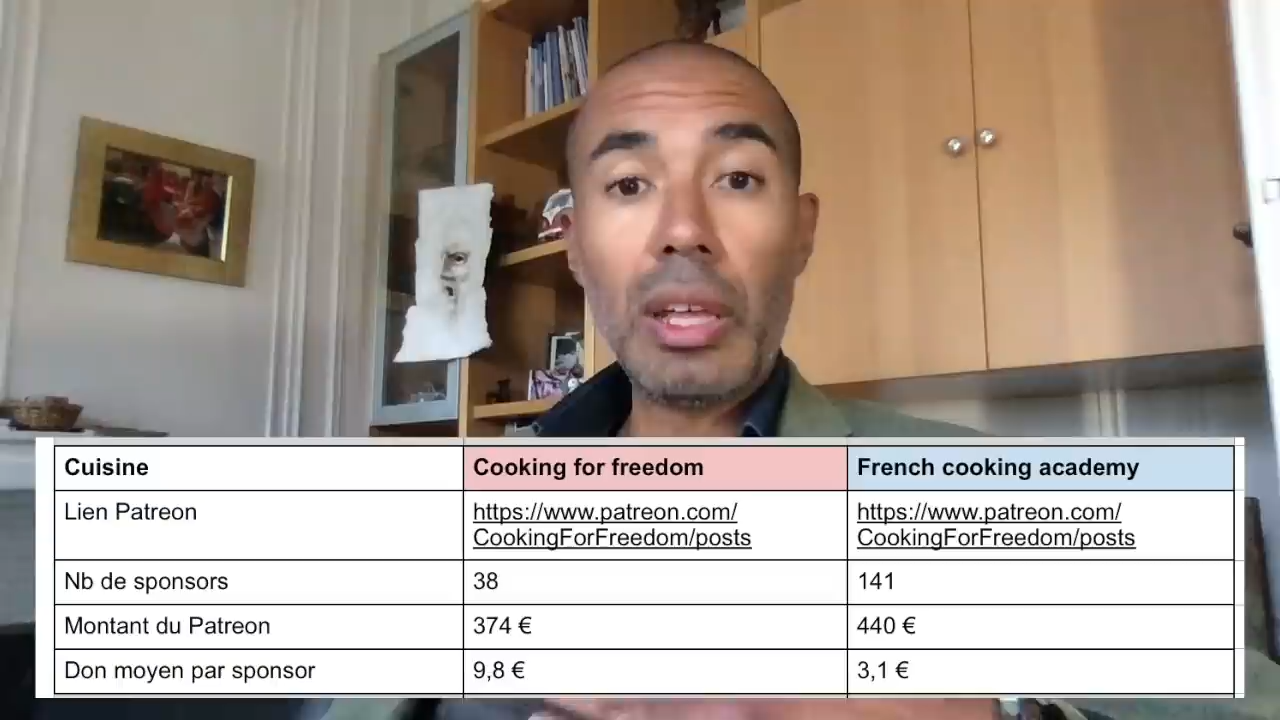 Cuisine Cooking for freedom French cooking academy
Lien Patreon https://www.patreon.com/ https://www.patreon.com/
CookingForFreedom/posts CookingForFreedom/posts
Nb de sponsors 38 141
Montant du Patreon 374 € 440 €
Don moyen par sponsor 9,8 € 3,1 €